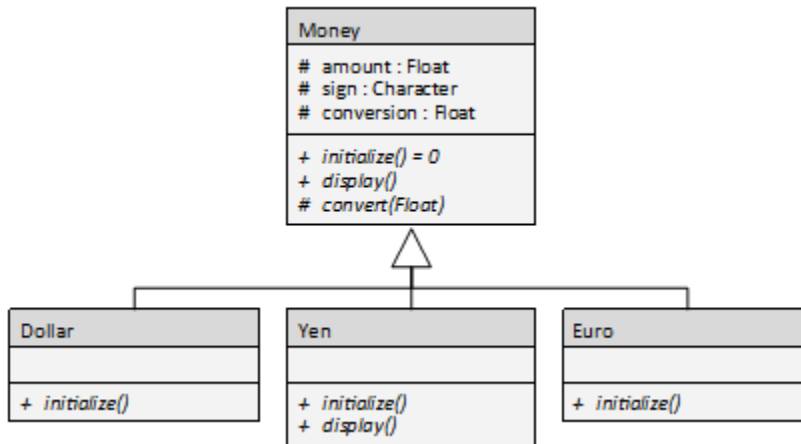 Money
# amount : Float
# sign : Character
# conversion : Float
+ initialize() = 0
+ display()
# convert(Float)
Dollar
+ initialize()
Yen
+ initialize()
+ display()
Euro
+ initialize()